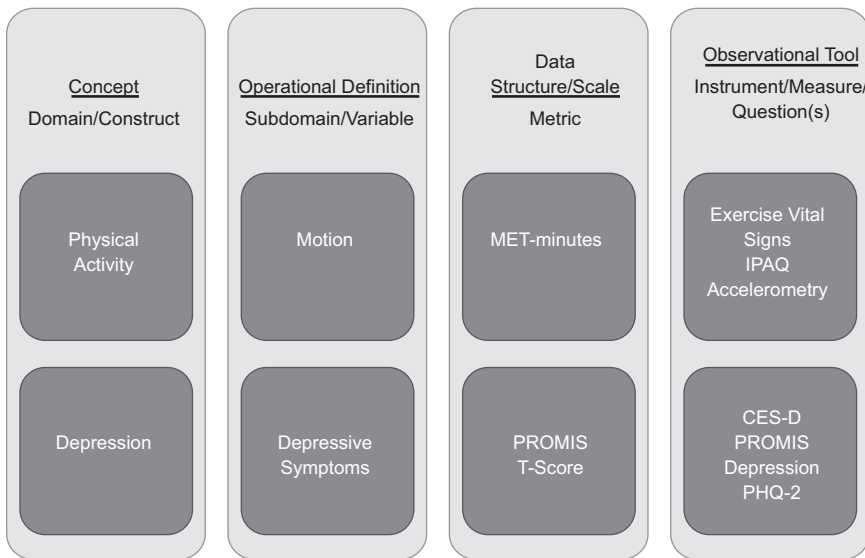 Concept
Domain/Construct
Physical
Activity
Depression
Operational Definition
Subdomain/Variable
Motion
Depressive
Symptoms
Data
Structure/Scale
Metric
MET-minutes
PROMIS
T-Score
Observational Tool
Instrument/Measure/
Question(s)
Exercise Vital
Signs
IPAQ
Accelerometry
CES-D
PROMIS
Depression
PHQ-2